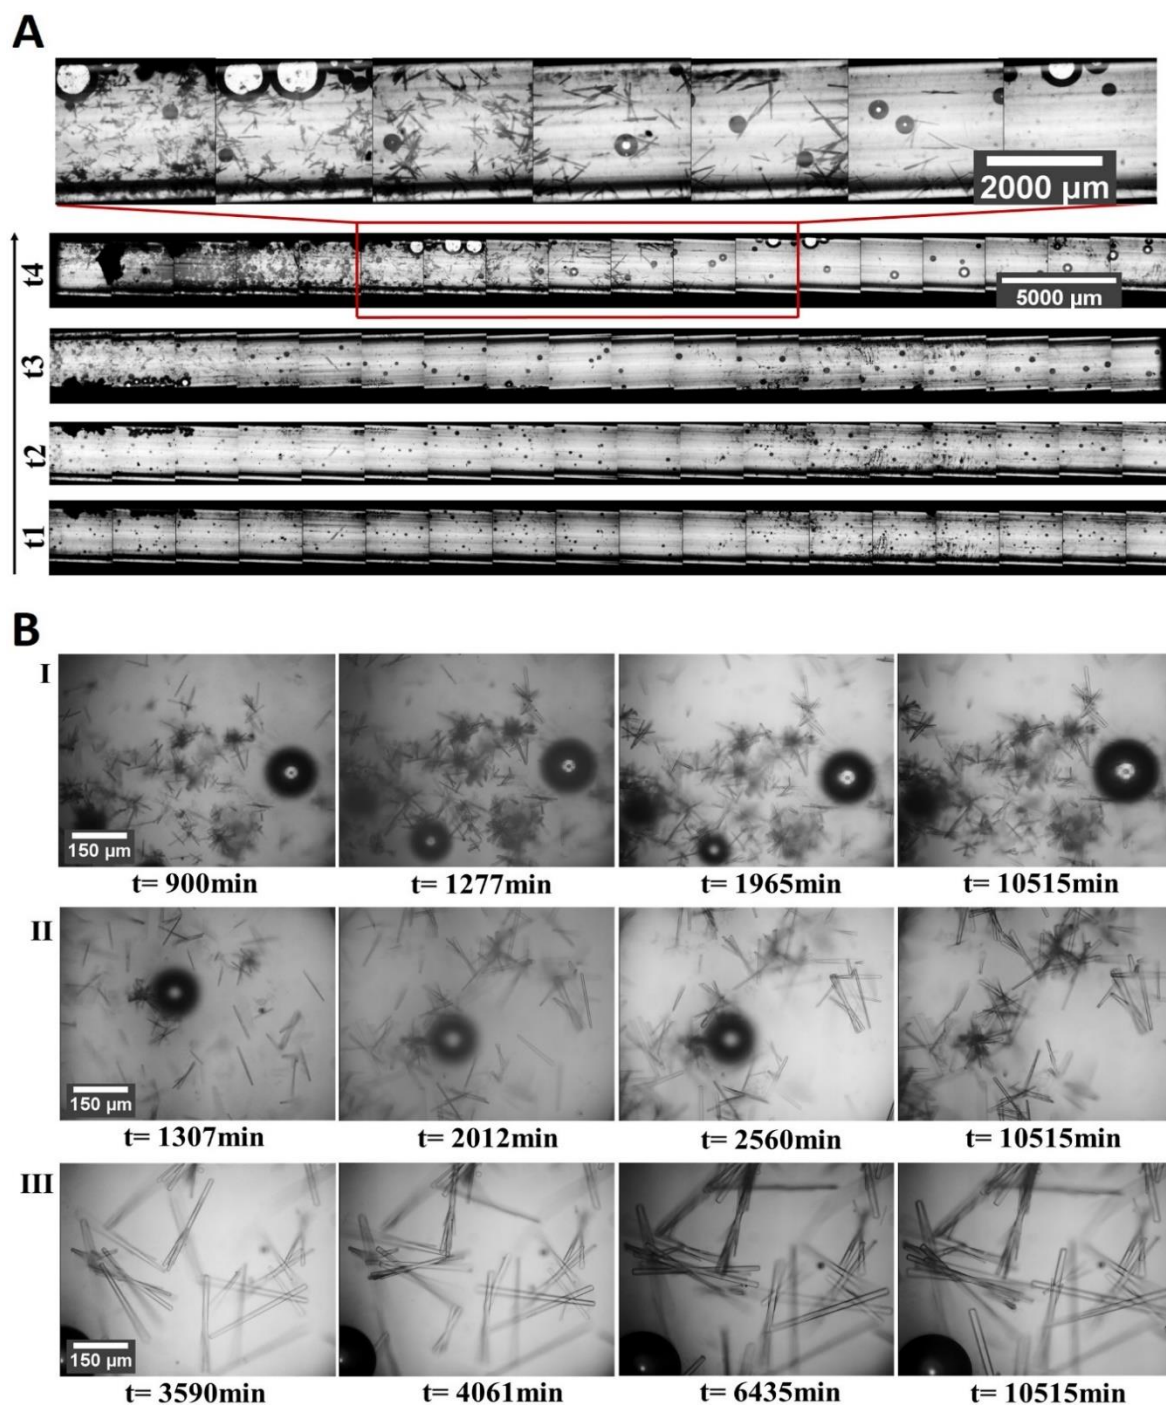 A
2000 µm
t4
5000 µm
t3
t2
t1
B
I
150 µm
t= 900min
t= 1277min
t= 1965min
t= 10515min
II
150 µm
t= 1307min
t= 2012min
t= 2560min
t= 10515min
III
150 µm
t= 3590min
t= 4061min
t= 6435min
t= 10515min